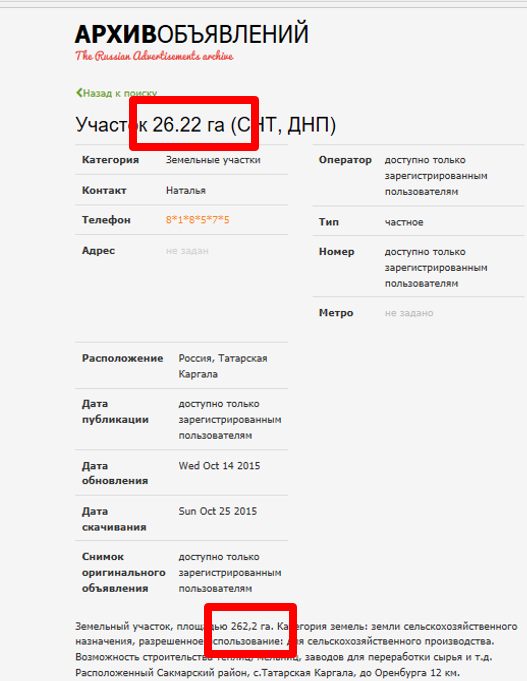 АРХИВОБЪЯВЛЕНИЙ
The Russian Advertisements archive
Назад к поиску
Участок 26.22 га (СНТ, ДНП)
Категория Земельные участки
Контакт Наталья
Телефон 8*1*8*5*7*5
Адрес не задан
Оператор доступно только
зарегистрированным
пользователям
Тип частное
Номер доступно только
зарегистрированным
пользователям
Метро не задано
Расположение Россия, Татарская
Каргала
Дата доступно только
публикации зарегистрированным
пользователям
Дата Wed Oct 14 2015
обновления
Дата Sun Oct 25 2015
скачивания
Снимок доступно только
оригинального зарегистрированным
объявления пользователям
Земельный участок, площадью 262,2 га. Категория земель: земли сельскохозяйственного
назначения, разрешенное использование: для сельскохозяйственного производства.
Возможность строительства теплиц, мельниц, заводов для переработки сырья и т.д.
Расположенный Сакмарский район, с.Татарская Каргала, до Оренбурга 12 км.